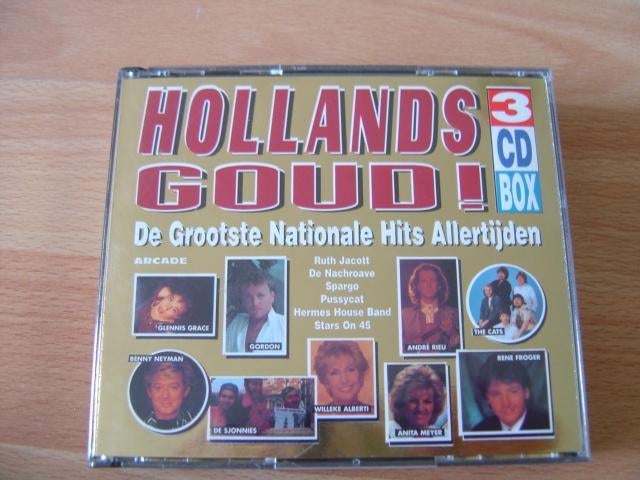 HOLLANDS
GOUD!
3
CD
BOX
De Grootste Nationale Hits Allertijden
ARCADE
Ruth Jacott
De Nachroave
Spargo
Pussycat
Hermes House Band
Stars On 45
GLENNIS GRACE
GORDON
ANDRÉ RIEU
THE CATS
BENNY NEYMAN
DE SJONNIES
WILLEKE ALBERTI
ANITA MEYER
RENE FROGER